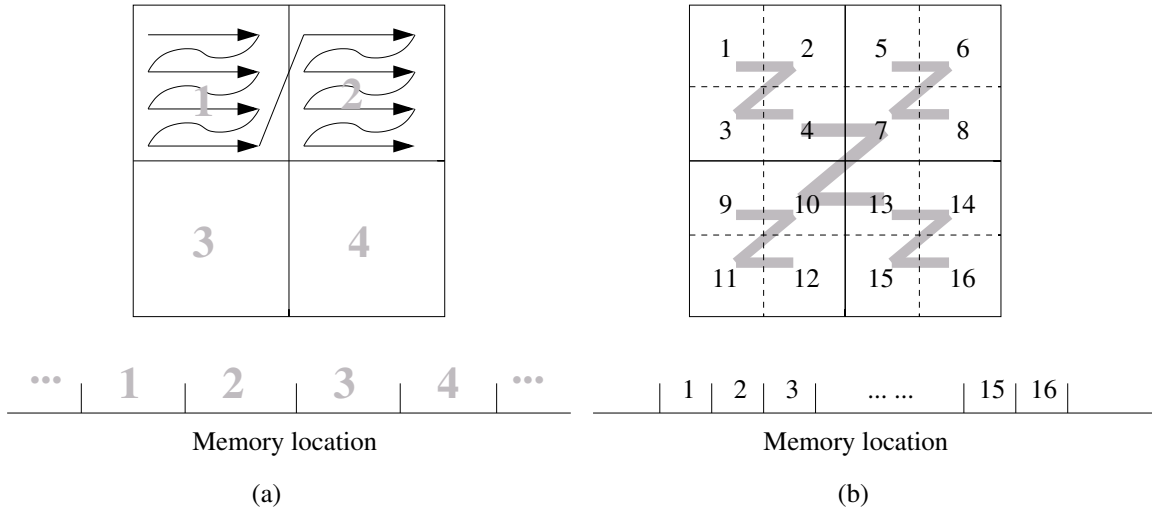 1 2
3 4
... 1 2 3 4 ...
Memory location
(a)
1 2 5 6
3 4 7 8
9 10 13 14
11 12 15 16
1 2 3 ... ... 15 16
Memory location
(b)